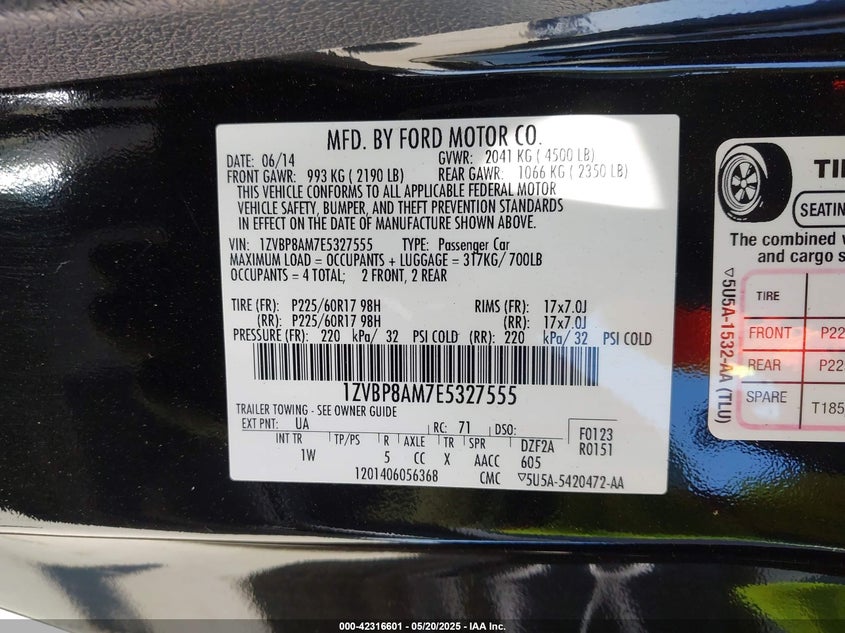 MFD. BY FORD MOTOR CO.
DATE: 06/14 GVWR: 2041 KG ( 4500 LB)
FRONT GAWR: 993 KG ( 2190 LB) REAR GAWR: 1066 KG ( 2350 LB)
THIS VEHICLE CONFORMS TO ALL APPLICABLE FEDERAL MOTOR
VEHICLE SAFETY, BUMPER, AND THEFT PREVENTION STANDARDS
IN EFFECT ON THE DATE OF MANUFACTURE SHOWN ABOVE.
VIN: 1ZVBP8AM7E5327555 TYPE: Passenger Car
MAXIMUM LOAD = OCCUPANTS + LUGGAGE = 317KG/ 700LB
OCCUPANTS = 4 TOTAL; 2 FRONT, 2 REAR
TIRE (FR): P225/60R17 98H RIMS (FR): 17x7.0J
(RR): P225/60R17 98H (RR): 17x7.0J
PRESSURE (FR): 220 kPa/ 32 PSI COLD (RR): 220 kPa/ 32 PSI COLD
1ZVBP8AM7E5327555
TRAILER TOWING - SEE OWNER GUIDE
EXT PNT: UA RC: 71 DSO: F0123
INT TR TP/PS R AXLE TR SPR DZF2A R0151
1W 5 CC X AACC 605
1201406056368 CMC ▽5U5A-5420472-AA
▽5U5A-1532-AA (TLU)
TI
SEATIN
The combined
and cargo s
TIRE
FRONT P22
REAR P22
SPARE T185
000-42316601 — 05/20/2025 — IAA Inc.